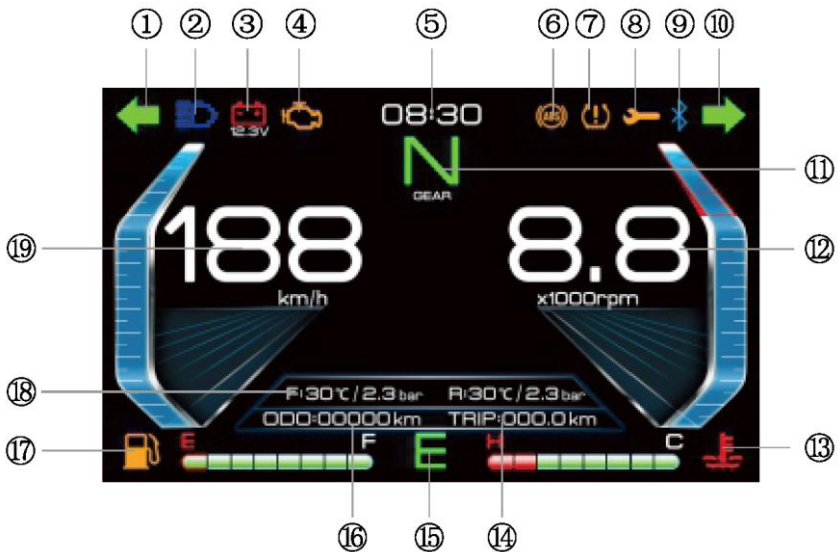 ① ② ③ ④ ⑤ ⑥ ⑦ ⑧ ⑨ ⑩
12.3V 08:30 ABS
N ⑪
GEAR
⑲ 188 8.8 ⑫
km/h x1000rpm
⑱ F:30℃/2.3bar R:30℃/2.3bar
ODO:00000km TRIP:000.0km
⑰ E F E H C ⑬
⑯ ⑮ ⑭